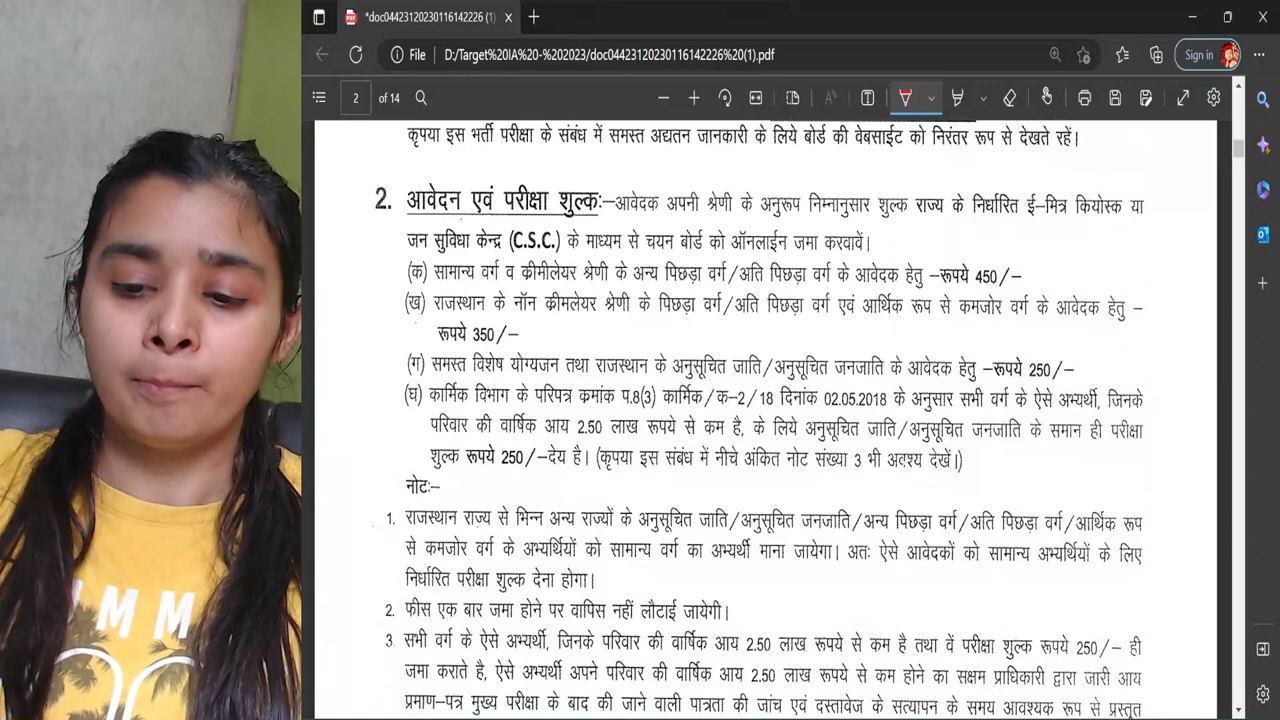 *doc04423120230116142226 (1)
File D:/Target%20IA%20-%202023/doc04423120230116142226%20(1).pdf
Sign in
2 of 14
कृपया इस भर्ती परीक्षा के संबंध में समस्त अद्यतन जानकारी के लिये बोर्ड की वेबसाईट को निरंतर रूप से देखते रहें।
2. आवेदन एवं परीक्षा शुल्क:–आवेदक अपनी श्रेणी के अनुरूप निम्नानुसार शुल्क राज्य के निर्धारित ई–मित्र कियोस्क या
जन सुविधा केन्द्र (C.S.C.) के माध्यम से चयन बोर्ड को ऑनलाईन जमा करवावें।
(क) सामान्य वर्ग व क्रीमीलेयर श्रेणी के अन्य पिछड़ा वर्ग/अति पिछड़ा वर्ग के आवेदक हेतु –रूपये 450/–
(ख) राजस्थान के नॉन क्रीमलेयर श्रेणी के पिछड़ा वर्ग/अति पिछड़ा वर्ग एवं आर्थिक रूप से कमजोर वर्ग के आवेदक हेतु –
रूपये 350/–
(ग) समस्त विशेष योग्यजन तथा राजस्थान के अनुसूचित जाति/अनुसूचित जनजाति के आवेदक हेतु –रूपये 250/–
(घ) कार्मिक विभाग के परिपत्र क्रमांक प.8(3) कार्मिक/क–2/18 दिनांक 02.05.2018 के अनुसार सभी वर्ग के ऐसे अभ्यर्थी, जिनके
परिवार की वार्षिक आय 2.50 लाख रूपये से कम है, के लिये अनुसूचित जाति/अनुसूचित जनजाति के समान ही परीक्षा
शुल्क रूपये 250/–देय है। (कृपया इस संबंध में नीचे अंकित नोट संख्या 3 भी अवश्य देखें।)
नोटः–
1. राजस्थान राज्य से भिन्न अन्य राज्यों के अनुसूचित जाति/अनुसूचित जनजाति/अन्य पिछड़ा वर्ग/अति पिछड़ा वर्ग/आर्थिक रूप
से कमजोर वर्ग के अभ्यर्थियों को सामान्य वर्ग का अभ्यर्थी माना जायेगा। अतः ऐसे आवेदकों को सामान्य अभ्यर्थियों के लिए
निर्धारित परीक्षा शुल्क देना होगा।
2. फीस एक बार जमा होने पर वापिस नहीं लौटाई जायेगी।
3. सभी वर्ग के ऐसे अभ्यर्थी, जिनके परिवार की वार्षिक आय 2.50 लाख रूपये से कम है तथा वें परीक्षा शुल्क रूपये 250/– ही
जमा कराते है, ऐसे अभ्यर्थी अपने परिवार की वार्षिक आय 2.50 लाख रूपये से कम होने का सक्षम प्राधिकारी द्वारा जारी आय
प्रमाण–पत्र मुख्य परीक्षा के बाद की जाने वाली पात्रता की जांच एवं दस्तावेज के सत्यापन के समय आवश्यक रूप से प्रस्तुत